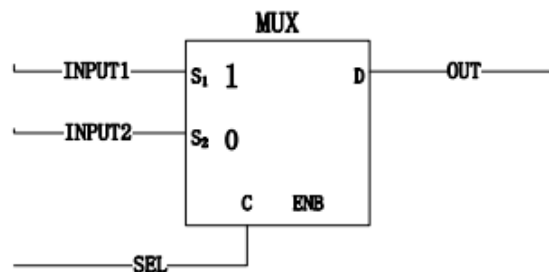 MUX
INPUT1 S₁ 1 D OUT
INPUT2 S₂ 0
C ENB
SEL